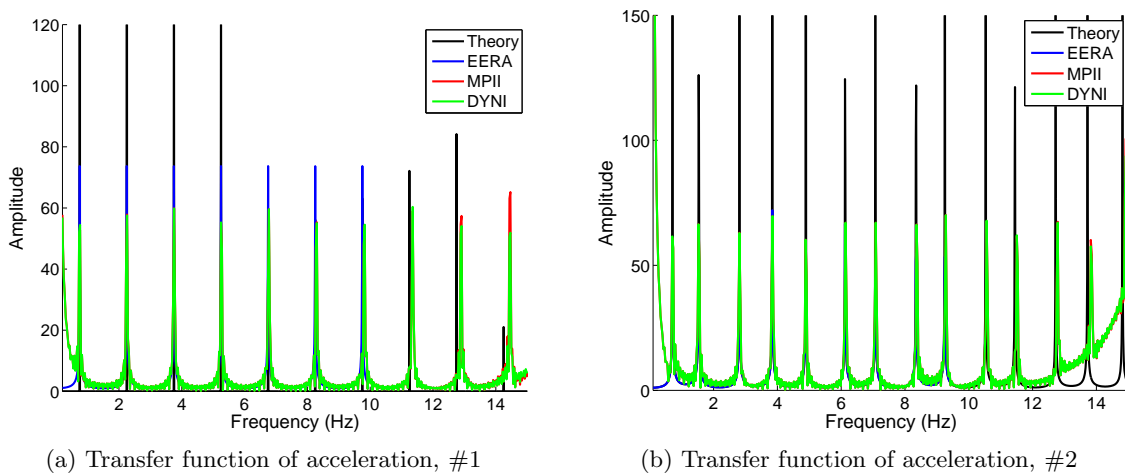 120
100
80
60
40
20
0
Amplitude
2 4 6 8 10 12 14
Frequency (Hz)
Theory
EERA
MPII
DYNI
(a) Transfer function of acceleration, #1
150
100
50
0
Amplitude
2 4 6 8 10 12 14
Frequency (Hz)
Theory
EERA
MPII
DYNI
(b) Transfer function of acceleration, #2